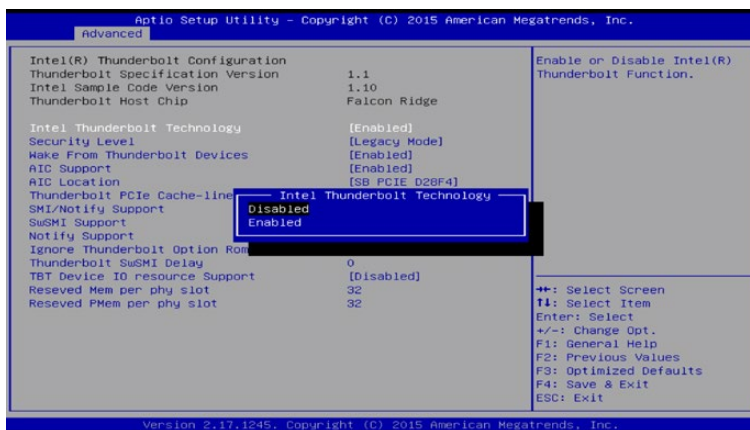 Aptio Setup Utility – Copyright (C) 2015 American Megatrends, Inc.
Advanced
Intel(R) Thunderbolt Configuration
Thunderbolt Specification Version 1.1
Intel Sample Code Version 1.10
Thunderbolt Host Chip Falcon Ridge
Intel Thunderbolt Technology [Enabled]
Security Level [Legacy Mode]
Wake From Thunderbolt Devices [Enabled]
AIC Support [Enabled]
AIC Location [SB PCIE D28F4]
Thunderbolt PCIe Cache-line
SMI/Notify Support
SwSMI Support
Notify Support
Ignore Thunderbolt Option Rom
Thunderbolt SwSMI Delay 0
TBT Device IO resource Support [Disabled]
Reseved Mem per phy slot 32
Reseved PMem per phy slot 32
Intel Thunderbolt Technology
Disabled
Enabled
Enable or Disable Intel(R)
Thunderbolt Function.
→←: Select Screen
↑↓: Select Item
Enter: Select
+/-: Change Opt.
F1: General Help
F2: Previous Values
F3: Optimized Defaults
F4: Save & Exit
ESC: Exit
Version 2.17.1245. Copyright (C) 2015 American Megatrends, Inc.